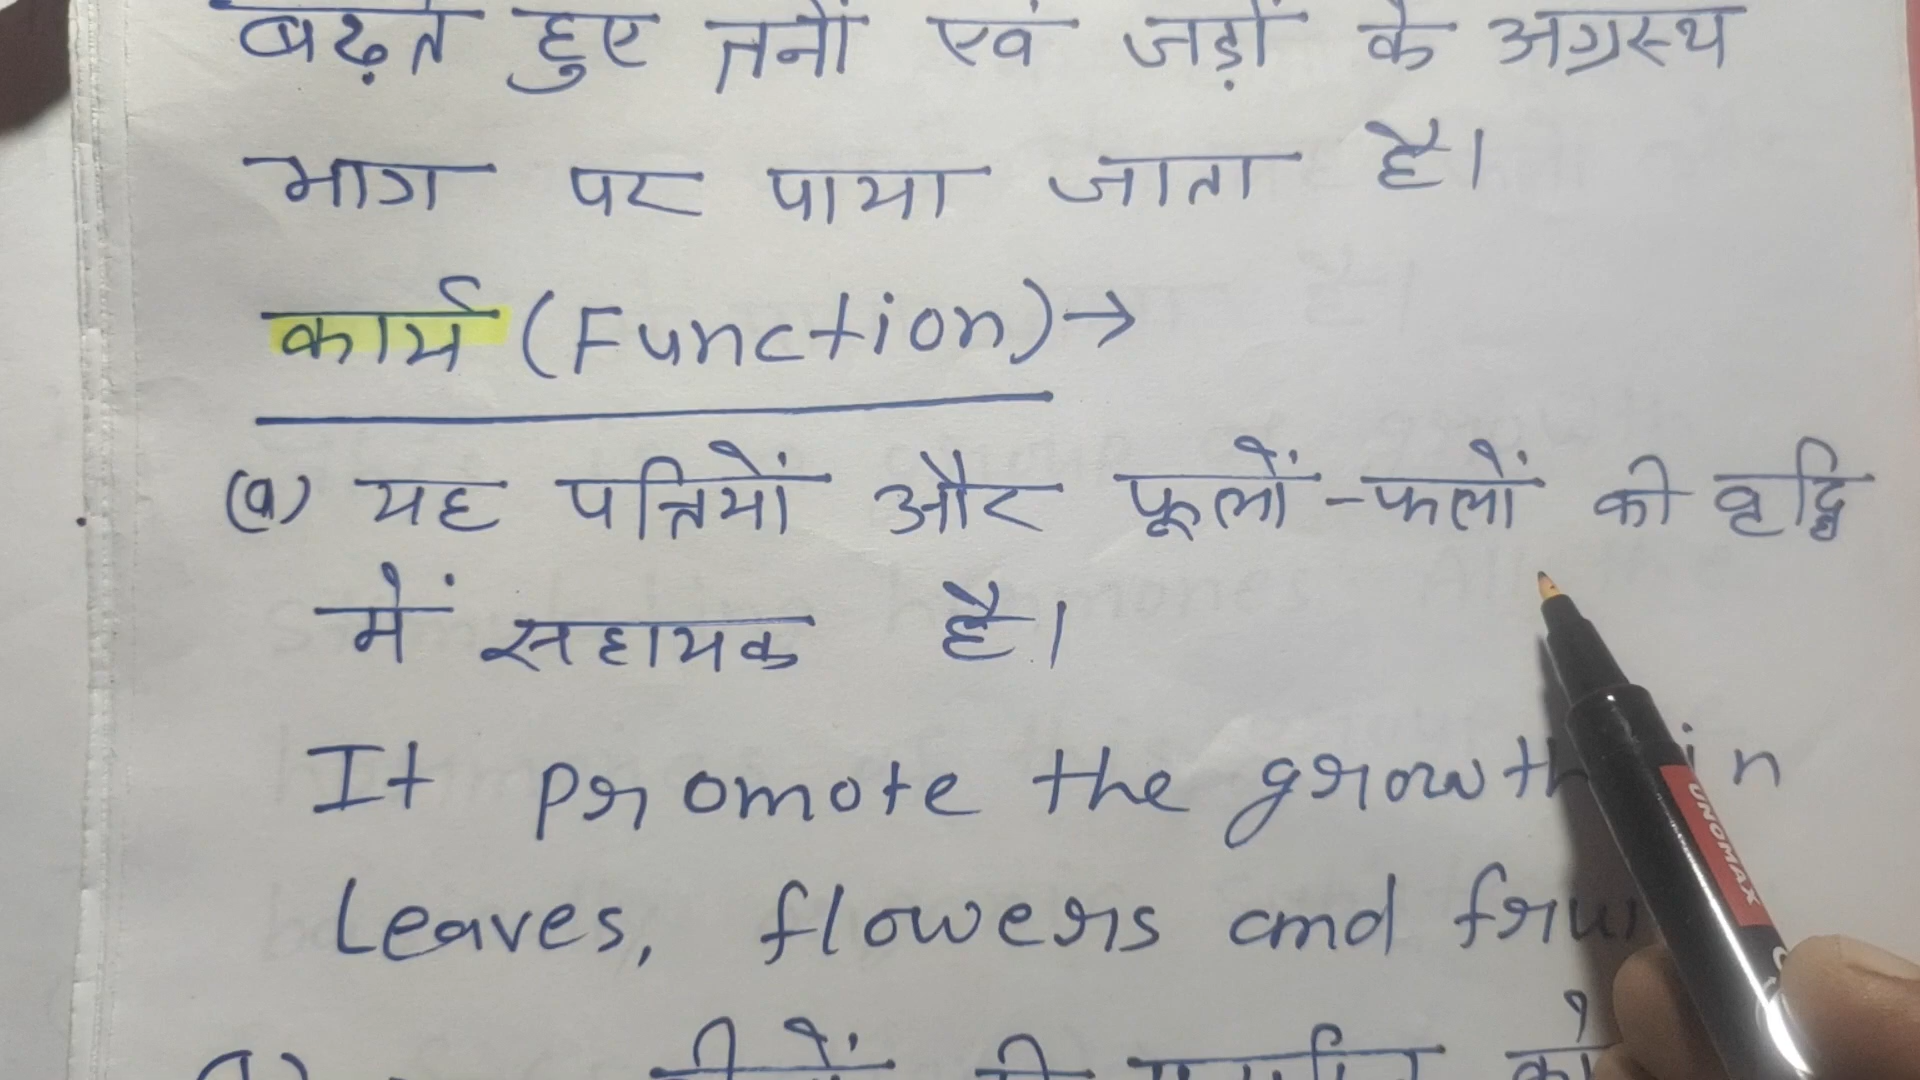 बढ़ते हुए तनों एवं जड़ों के अग्रस्थ
भाग पर पाया जाता है।
कार्य (Function) →
(a) यह पत्तियों और फूलों-फलों की वृद्धि
में सहायक है।
It promote the growth in
leaves, flowers and
को
UNOMAX